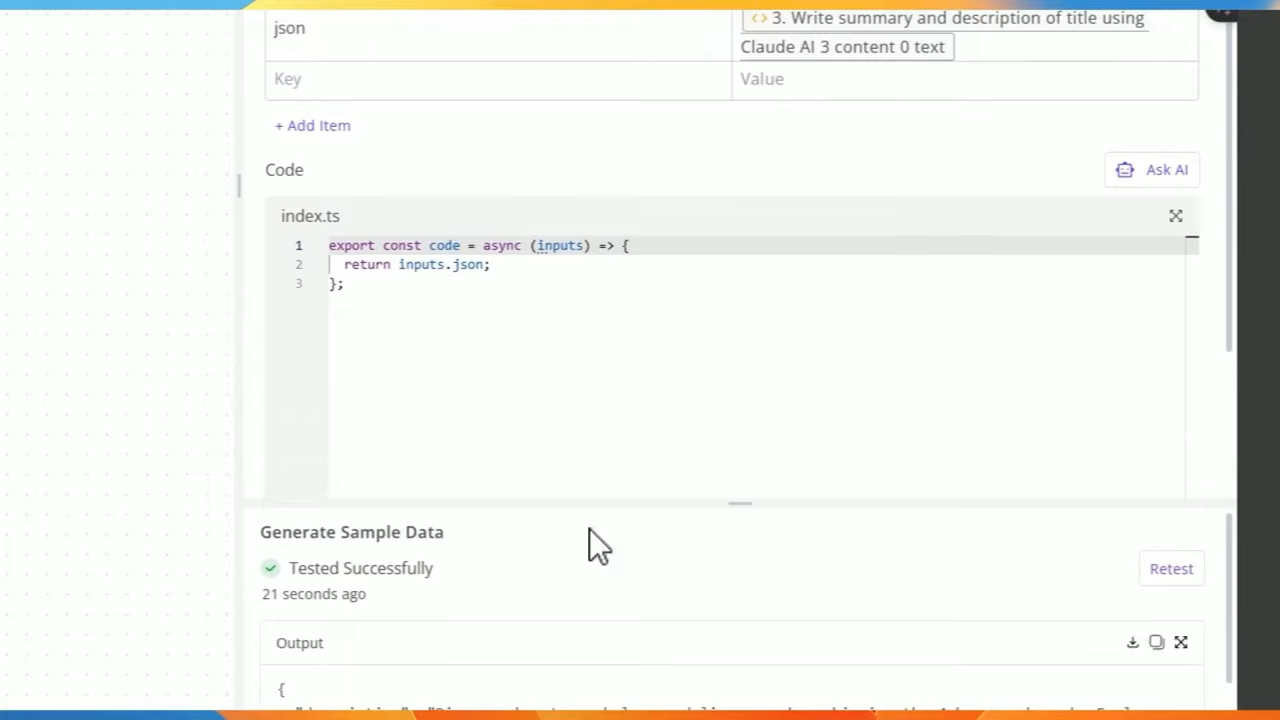 json
<> 3. Write summary and description of title using
Claude AI 3 content 0 text
Key
Value
+ Add Item
Code
Ask AI
index.ts
1 export const code = async (inputs) => {
2 return inputs.json;
3 };
Generate Sample Data
Tested Successfully
Retest
21 seconds ago
Output
{